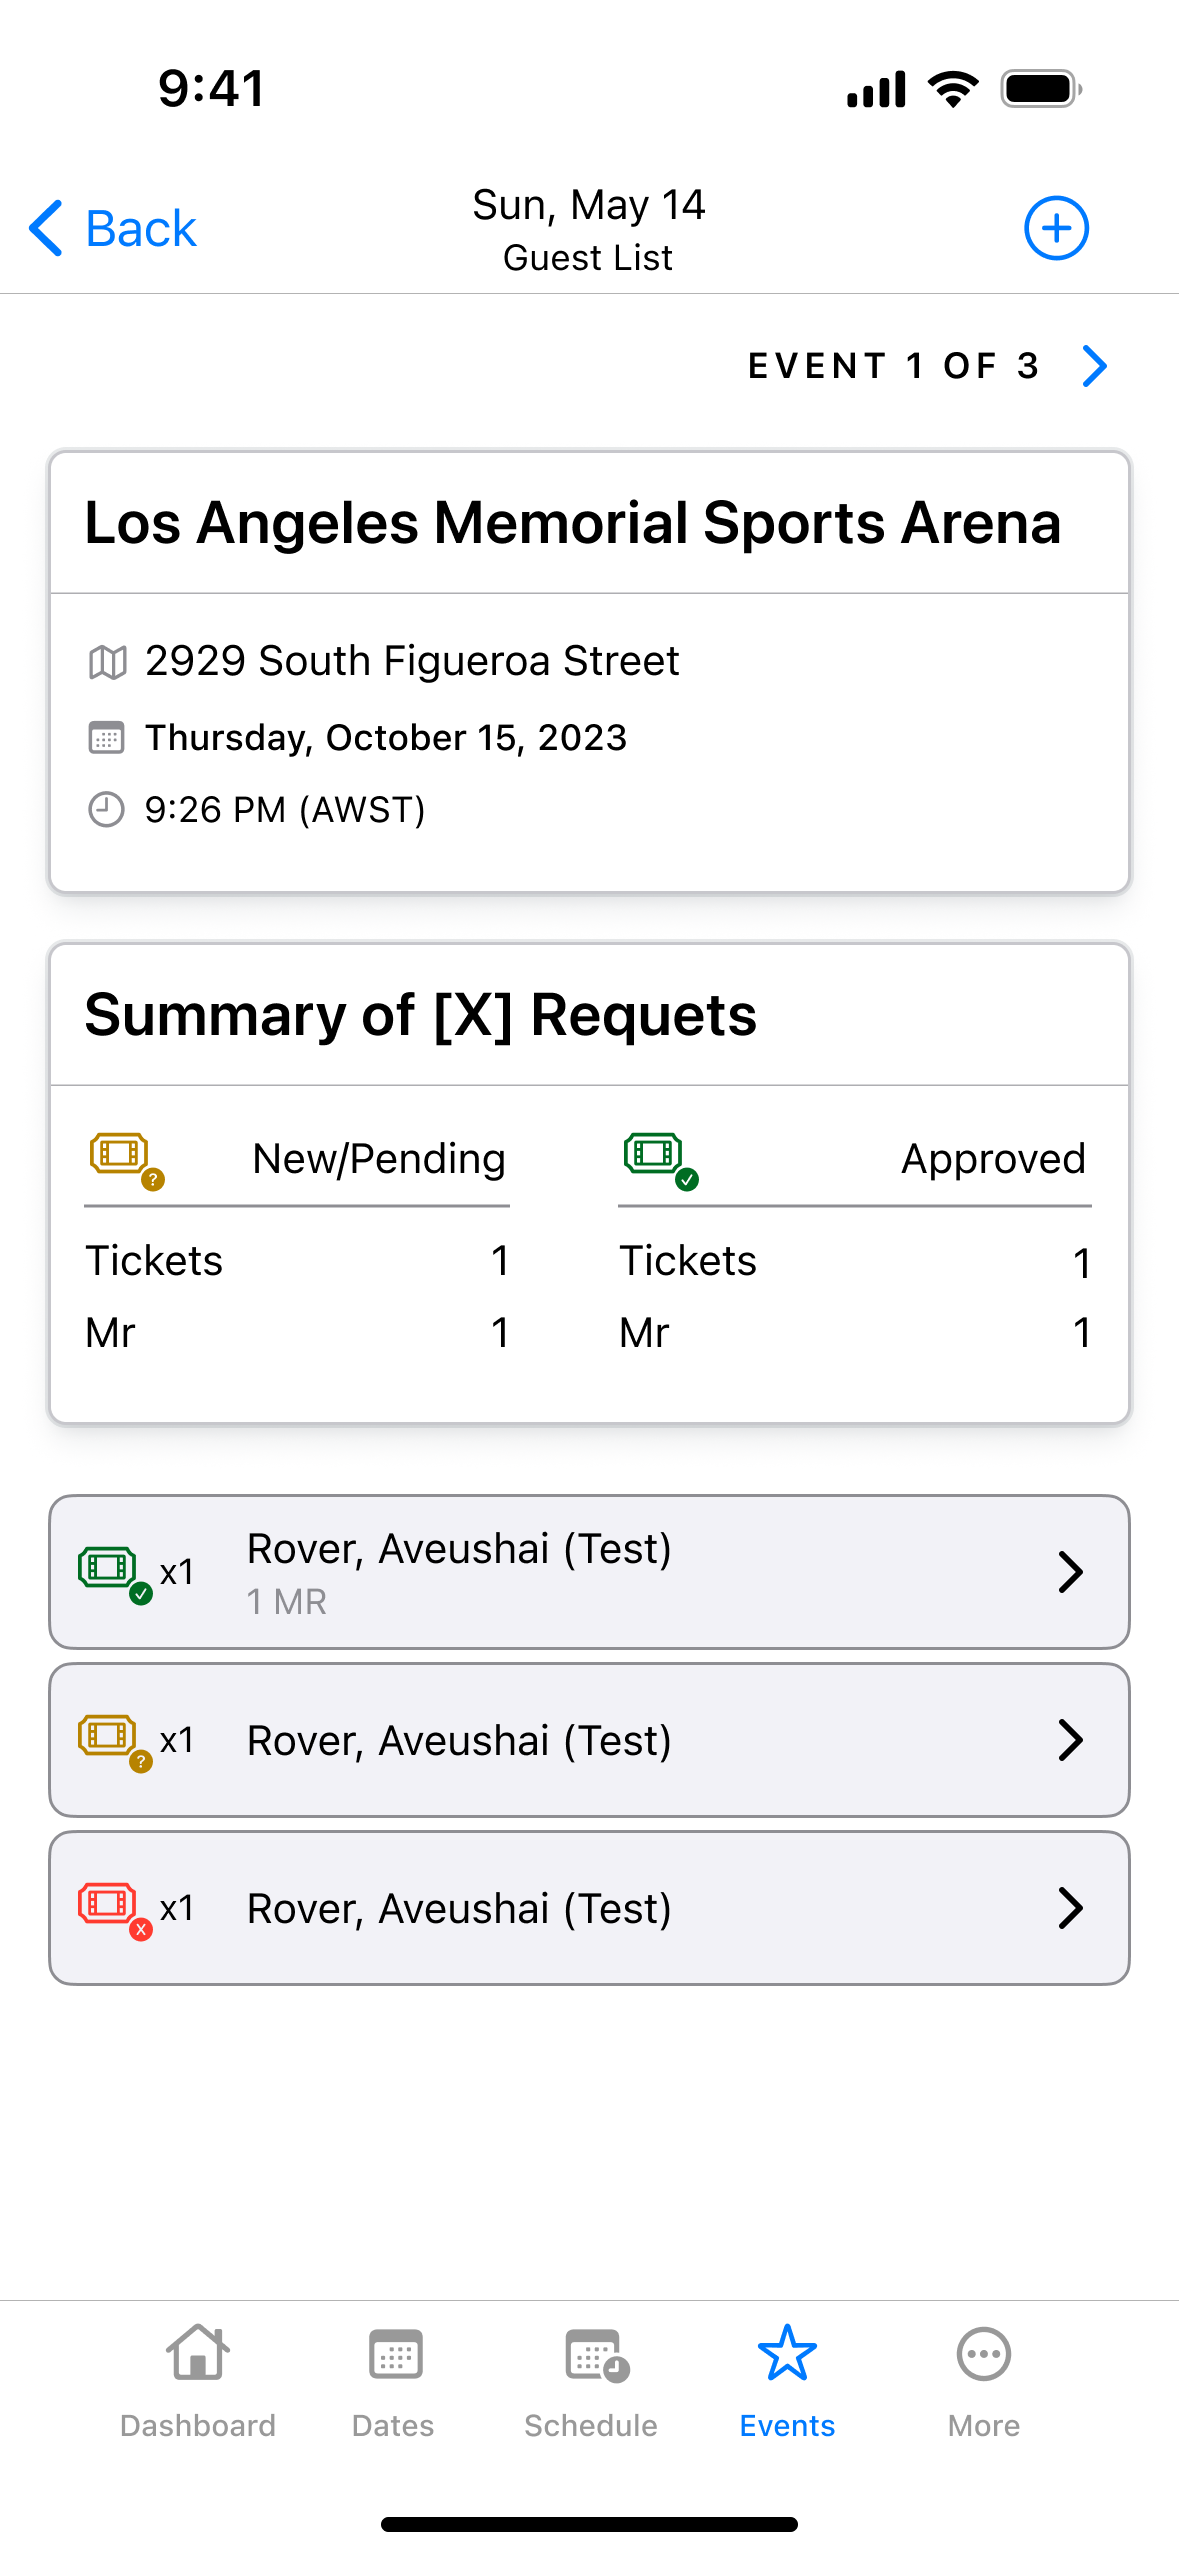 9:41
Back
Sun, May 14
Guest List
EVENT 1 OF 3
Los Angeles Memorial Sports Arena
2929 South Figueroa Street
Thursday, October 15, 2023
9:26 PM (AWST)
Summary of [X] Requets
? New/Pending
Approved
Tickets 1
Tickets 1
Mr 1
Mr 1
x1 Rover, Aveushai (Test)
1 MR
? x1 Rover, Aveushai (Test)
X x1 Rover, Aveushai (Test)
Dashboard
Dates
Schedule
Events
More